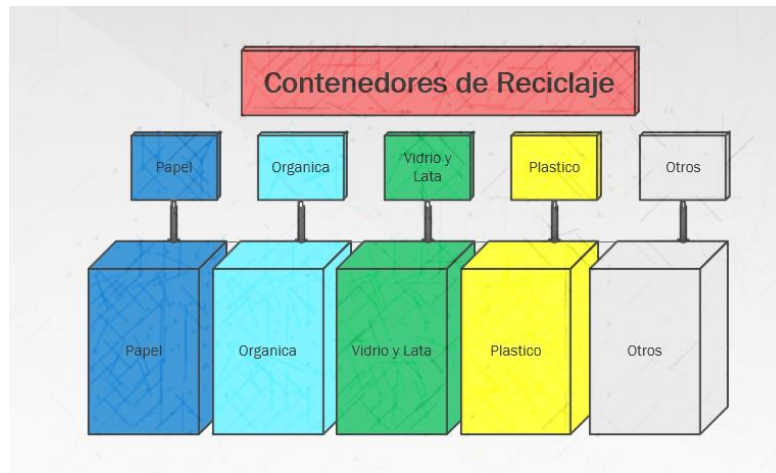 Contenedores de Reciclaje
Papel
Organica
Vidrio y
Lata
Plastico
Otros
Papel
Organica
Vidrio y Lata
Plastico
Otros